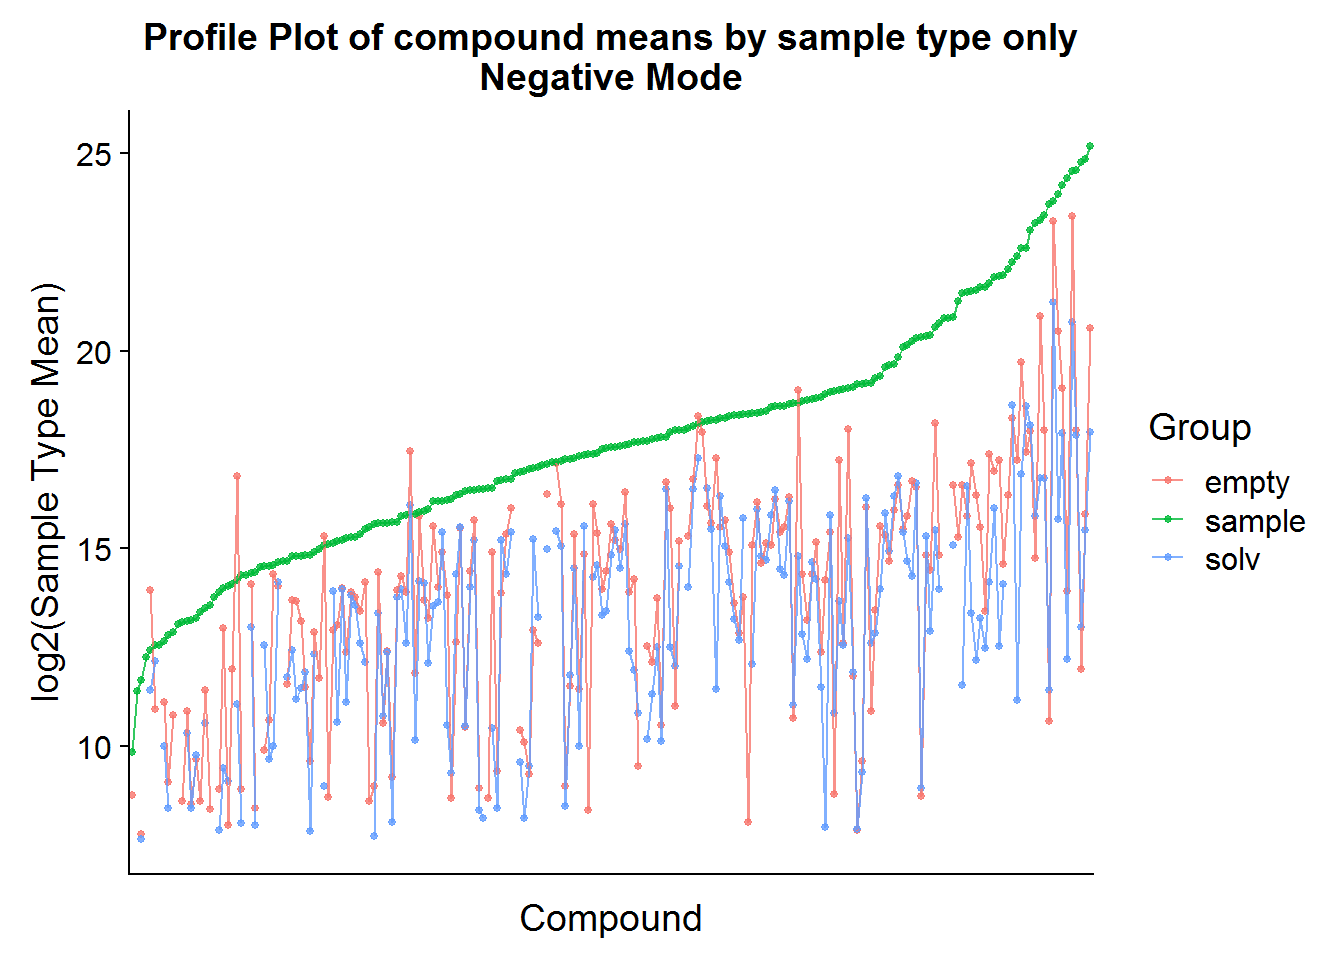 Profile Plot of compound means by sample type only
Negative Mode
25
20
15
10
log2(Sample Type Mean)
Compound
Group
empty
sample
solv